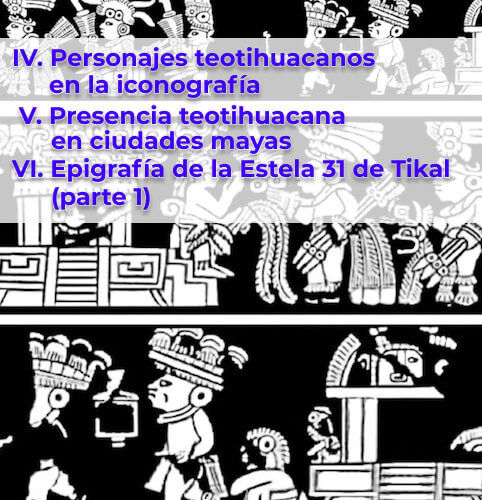 IV. Personajes teotihuacanos
en la iconografía
V. Presencia teotihuacana
en ciudades mayas
VI. Epigrafía de la Estela 31 de Tikal
(parte 1)